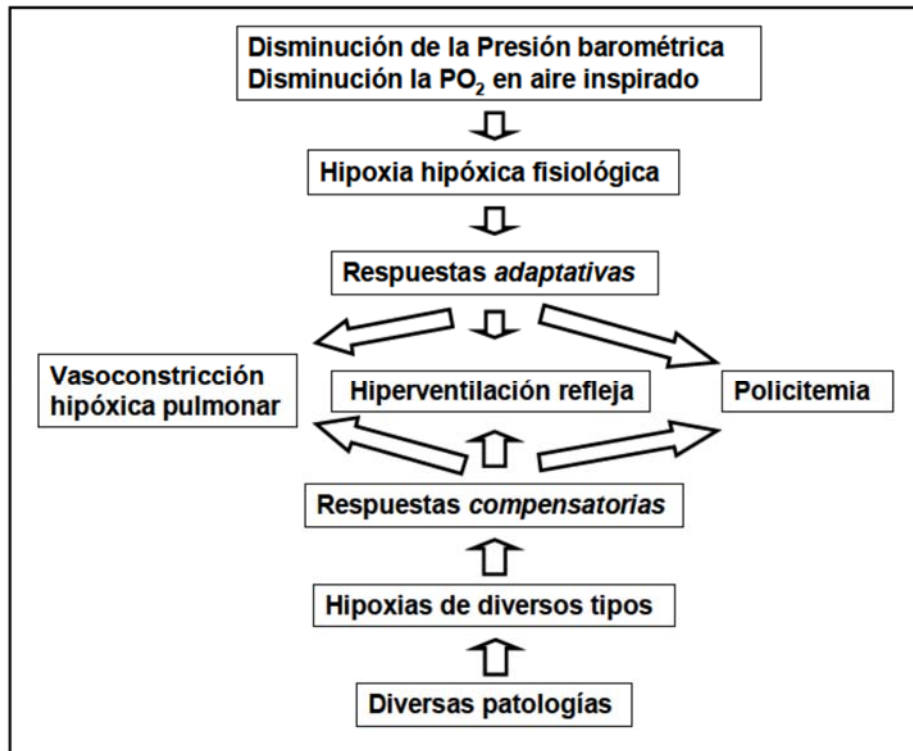 Disminución de la Presión barométrica
Disminución la PO₂ en aire inspirado
Hipoxia hipóxica fisiológica
Respuestas adaptativas
Vasoconstricción
hipóxica pulmonar
Hiperventilación refleja
Policitemia
Respuestas compensatorias
Hipoxias de diversos tipos
Diversas patologías